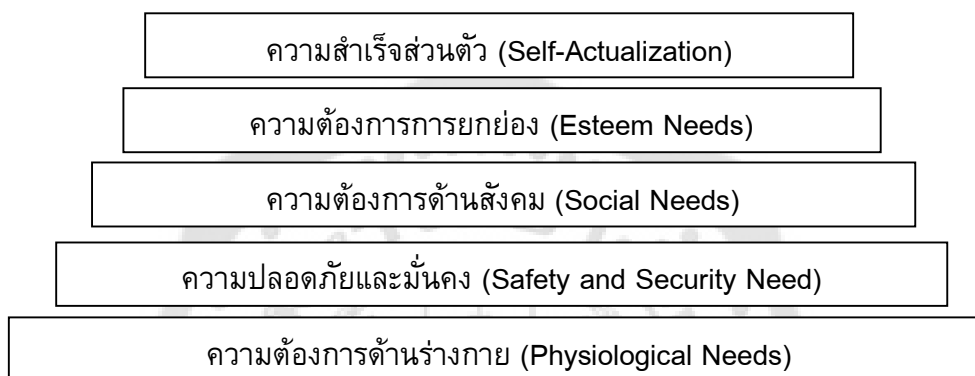 ความสำเร็จส่วนตัว (Self-Actualization)
ความต้องการการยกย่อง (Esteem Needs)
ความต้องการด้านสังคม (Social Needs)
ความปลอดภัยและมั่นคง (Safety and Security Need)
ความต้องการด้านร่างกาย (Physiological Needs)